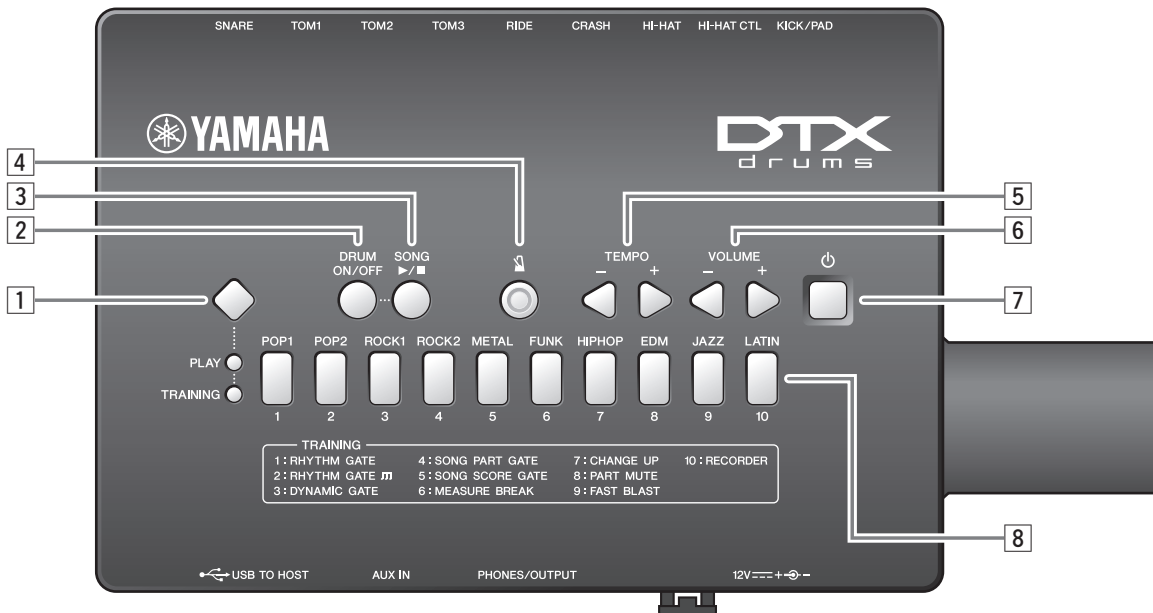 SNARE TOM1 TOM2 TOM3 RIDE CRASH HI-HAT HI-HAT CTL KICK/PAD
YAMAHA
DTX
drums
4
3
2
1
5
6
7
8
DRUM
ON/OFF
SONG
►/■
TEMPO
− +
VOLUME
− +
PLAY
TRAINING
POP1 POP2 ROCK1 ROCK2 METAL FUNK HIPHOP EDM JAZZ LATIN
1 2 3 4 5 6 7 8 9 10
TRAINING
1:RHYTHM GATE
2:RHYTHM GATE
3:DYNAMIC GATE
4:SONG PART GATE
5:SONG SCORE GATE
6:MEASURE BREAK
7:CHANGE UP
8:PART MUTE
9:FAST BLAST
10:RECORDER
USB TO HOST AUX IN PHONES/OUTPUT 12V + −